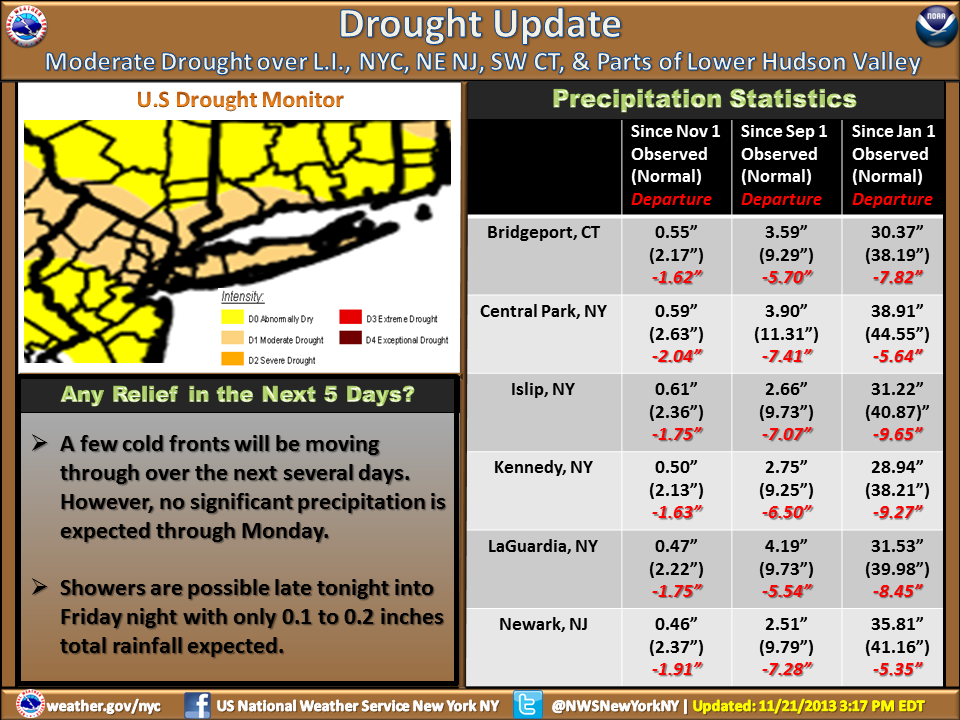 NOAA
Drought Update
Moderate Drought over L.I., NYC, NE NJ, SW CT, & Parts of Lower Hudson Valley
U.S Drought Monitor
Intensity:
D0 Abnormally Dry
D1 Moderate Drought
D2 Severe Drought
D3 Extreme Drought
D4 Exceptional Drought
Any Relief in the Next 5 Days?
➢ A few cold fronts will be moving
through over the next several days.
However, no significant precipitation is
expected through Monday.
➢ Showers are possible late tonight into
Friday night with only 0.1 to 0.2 inches
total rainfall expected.
Precipitation Statistics
Since Nov 1 Since Sep 1 Since Jan 1
Observed Observed Observed
(Normal) (Normal) (Normal)
Departure Departure Departure
Bridgeport, CT 0.55” 3.59” 30.37”
(2.17”) (9.29”) (38.19”)
-1.62” -5.70” -7.82”
Central Park, NY 0.59” 3.90” 38.91”
(2.63”) (11.31”) (44.55”)
-2.04” -7.41” -5.64”
Islip, NY 0.61” 2.66” 31.22”
(2.36”) (9.73”) (40.87)”
-1.75” -7.07” -9.65”
Kennedy, NY 0.50” 2.75” 28.94”
(2.13”) (9.25”) (38.21”)
-1.63” -6.50” -9.27”
LaGuardia, NY 0.47” 4.19” 31.53”
(2.22”) (9.73”) (39.98”)
-1.75” -5.54” -8.45”
Newark, NJ 0.46” 2.51” 35.81”
(2.37”) (9.79”) (41.16”)
-1.91” -7.28” -5.35”
weather.gov/nyc US National Weather Service New York NY @NWSNewYorkNY | Updated: 11/21/2013 3:17 PM EDT